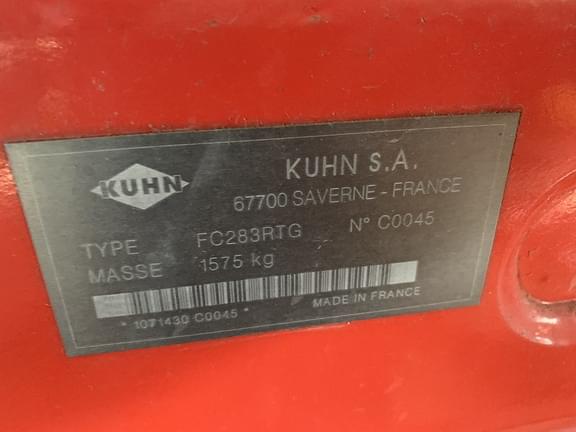 KUHN
KUHN S.A.
67700 SAVERNE - FRANCE
TYPE FC283RTG N° C0045
MASSE 1575 kg
MADE IN FRANCE
* 1071430 C0045 *